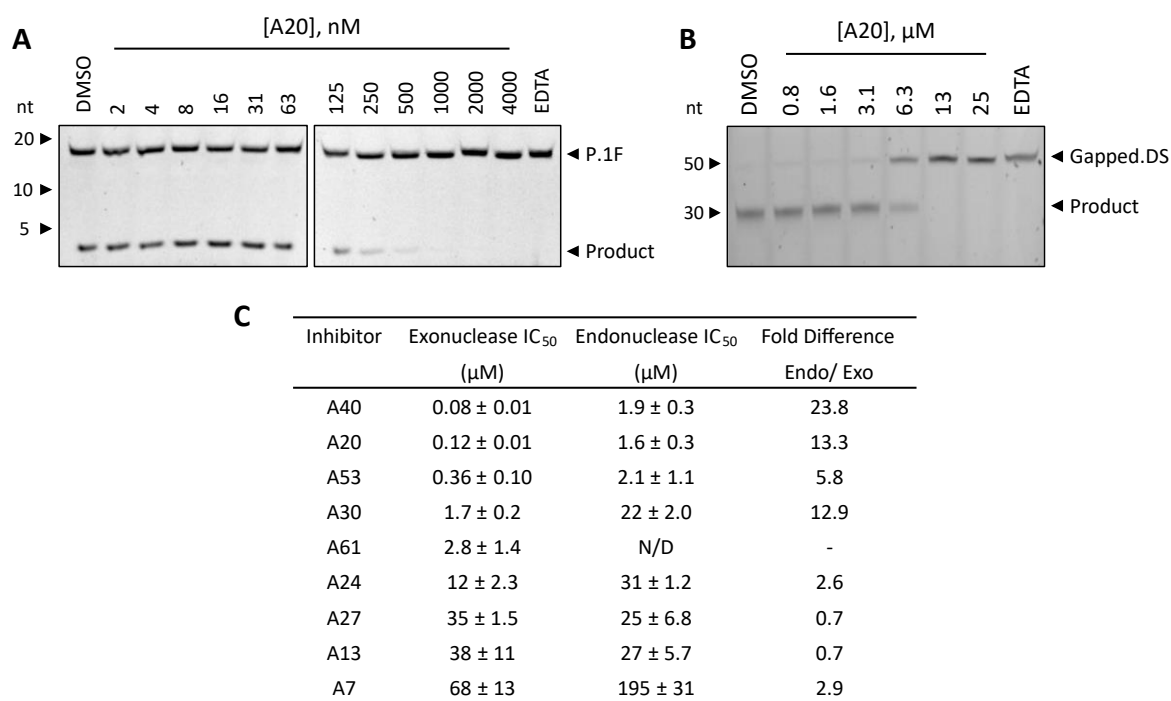 A
[A20], nM
nt DMSO 2 4 8 16 31 63 125 250 500 1000 2000 4000 EDTA
20 ►
10 ►
5 ►
◄ P.1F
◄ Product
B
[A20], µM
nt DMSO 0.8 1.6 3.1 6.3 13 25 EDTA
50 ►
30 ►
◄ Gapped.DS
◄ Product
C
Inhibitor Exonuclease IC50 Endonuclease IC50 Fold Difference
(µM) (µM) Endo/ Exo
A40 0.08 ± 0.01 1.9 ± 0.3 23.8
A20 0.12 ± 0.01 1.6 ± 0.3 13.3
A53 0.36 ± 0.10 2.1 ± 1.1 5.8
A30 1.7 ± 0.2 22 ± 2.0 12.9
A61 2.8 ± 1.4 N/D -
A24 12 ± 2.3 31 ± 1.2 2.6
A27 35 ± 1.5 25 ± 6.8 0.7
A13 38 ± 11 27 ± 5.7 0.7
A7 68 ± 13 195 ± 31 2.9